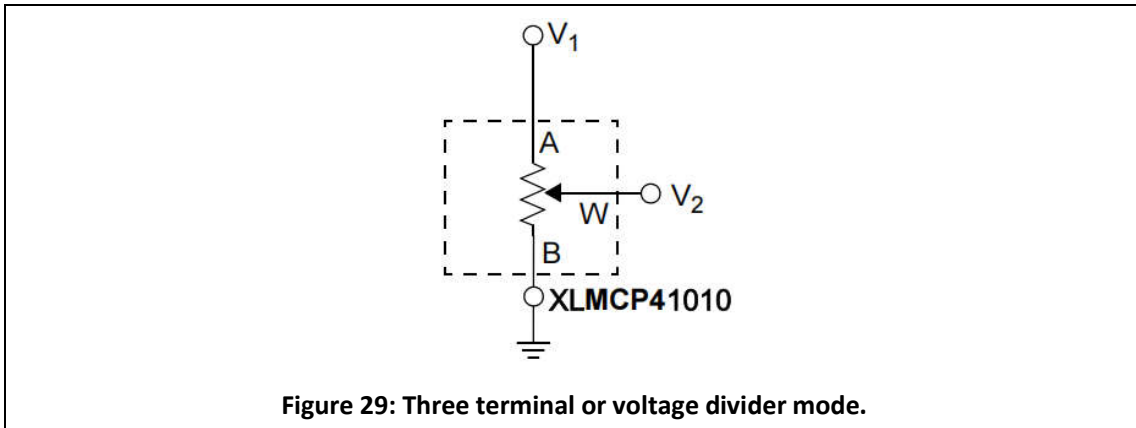 V₁
A
W
V₂
B
XLMCP41010
Figure 29: Three terminal or voltage divider mode.